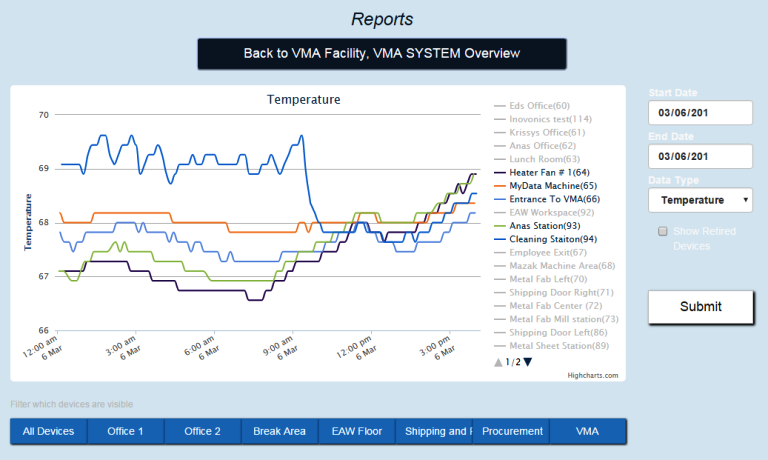 Reports
Back to VMA Facility, VMA SYSTEM Overview
Temperature
Temperature
70
69
68
67
66
12:00 am
6 Mar
3:00 am
6 Mar
6:00 am
6 Mar
9:00 am
6 Mar
12:00 pm
6 Mar
3:00 pm
6 Mar
Eds Office(60)
Inovonics test(114)
Krissys Office(61)
Anas Office(62)
Lunch Room(63)
Heater Fan # 1(64)
MyData Machine(65)
Entrance To VMA(66)
EAW Workspace(92)
Anas Station(93)
Cleaning Staiton(94)
Employee Exit(67)
Mazak Machine Area(68)
Metal Fab Left(70)
Shipping Door Right(71)
Metal Fab Center (72)
Metal Fab Mill station(73)
Shipping Door Left(86)
Metal Sheet Station(89)
1/2
Highcharts.com
Start Date
03/06/201
End Date
03/06/201
Data Type
Temperature
Show Retired
Devices
Submit
Filter which devices are visible
All Devices
Office 1
Office 2
Break Area
EAW Floor
Shipping and
Procurement
VMA